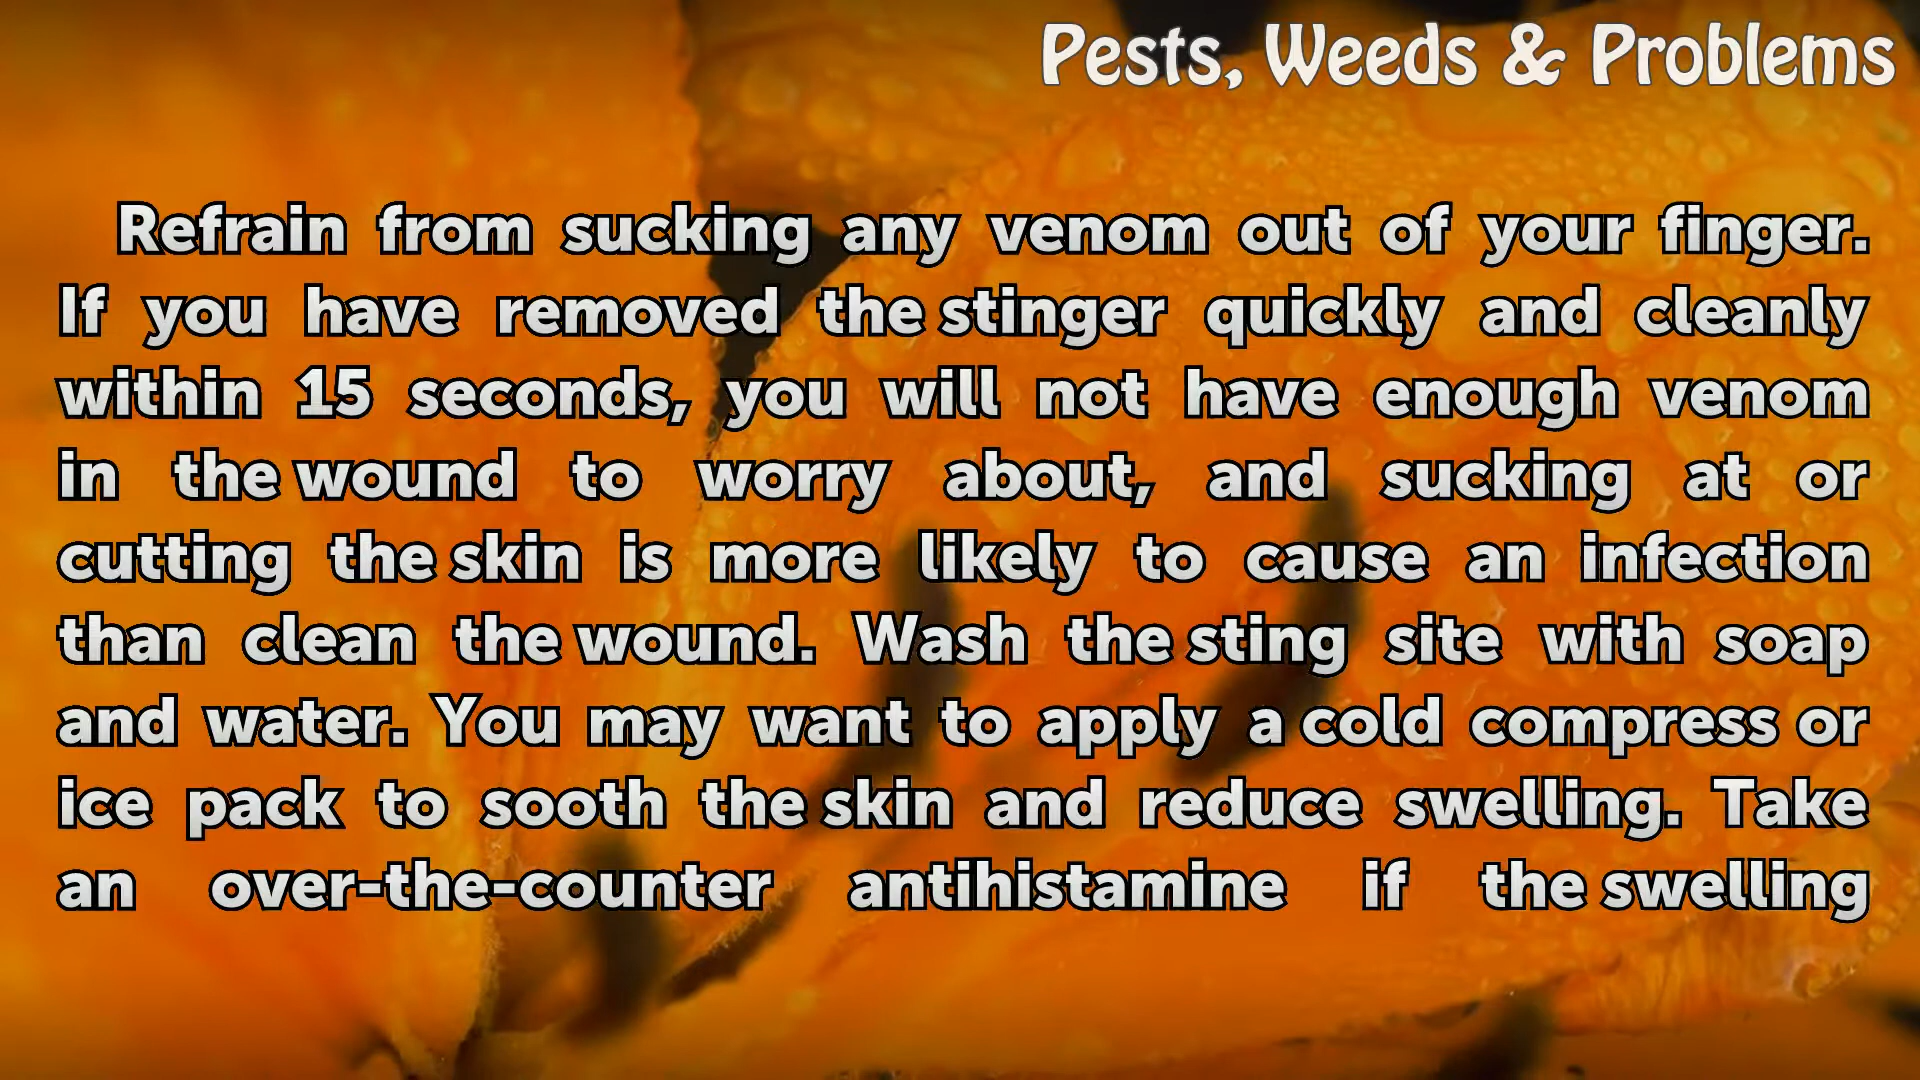 Pests, Weeds & Problems
Refrain from sucking any venom out of your finger.
If you have removed the stinger quickly and cleanly
within 15 seconds, you will not have enough venom
in the wound to worry about, and sucking at or
cutting the skin is more likely to cause an infection
than clean the wound. Wash the sting site with soap
and water. You may want to apply a cold compress or
ice pack to sooth the skin and reduce swelling. Take
an over-the-counter antihistamine if the swelling